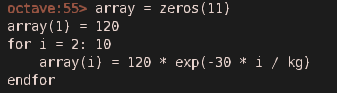 octave:55> array = zeros(11)
array(1) = 120
for i = 2: 10
    array(i) = 120 * exp(-30 * i / kg)
endfor